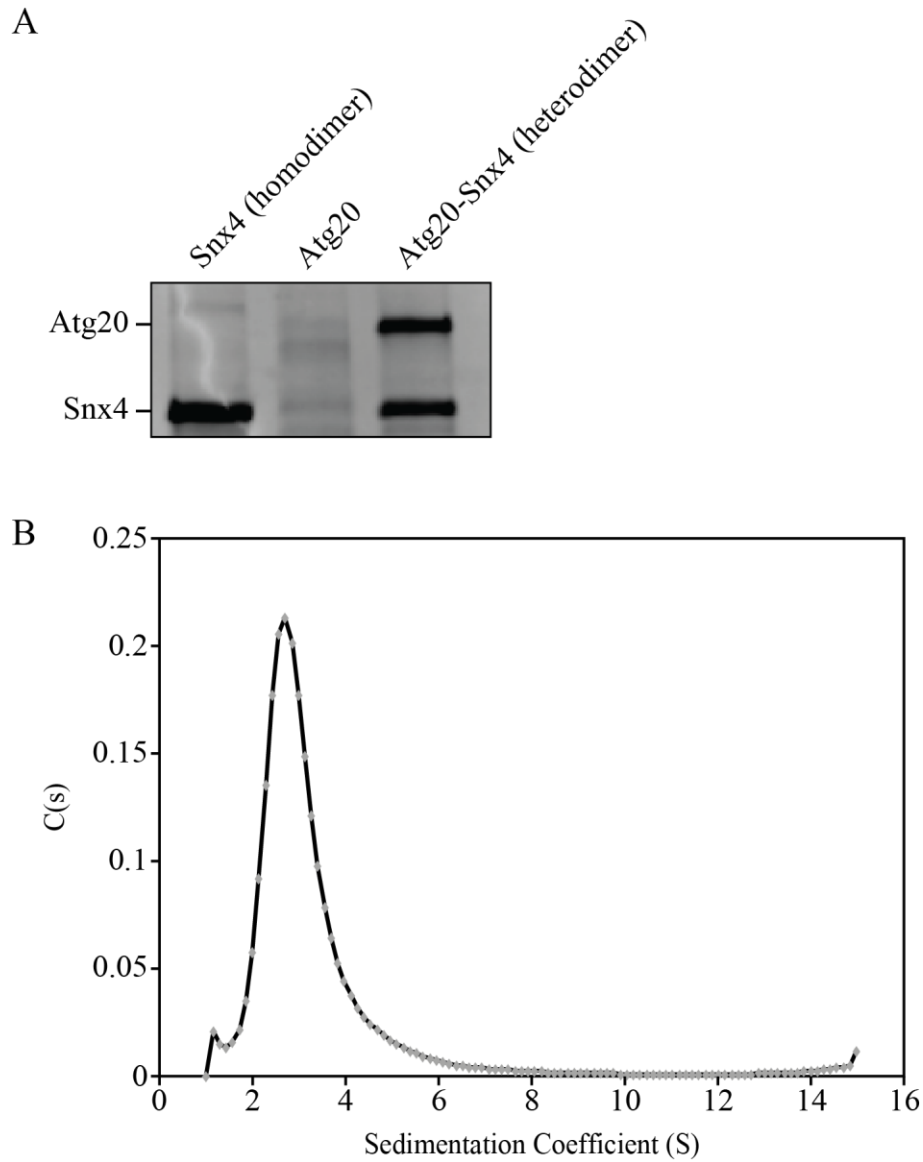 A
Snx4 (homodimer)
Atg20
Atg20-Snx4 (heterodimer)
Atg20
Snx4
B
0.25
0.2
0.15
0.1
0.05
0
C(s)
0 2 4 6 8 10 12 14 16
Sedimentation Coefficient (S)